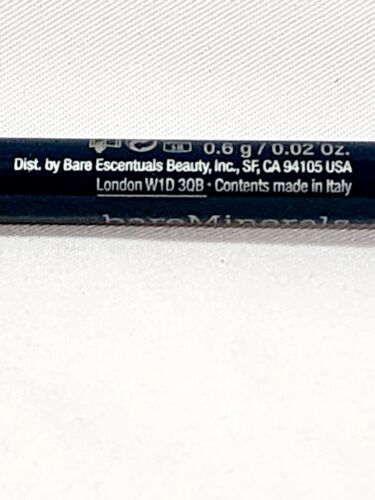 0.6 g / 0.02 Oz.
Dist. by Bare Escentuals Beauty, Inc., SF, CA 94105 USA
London W1D 3QB · Contents made in Italy
bareMinerals